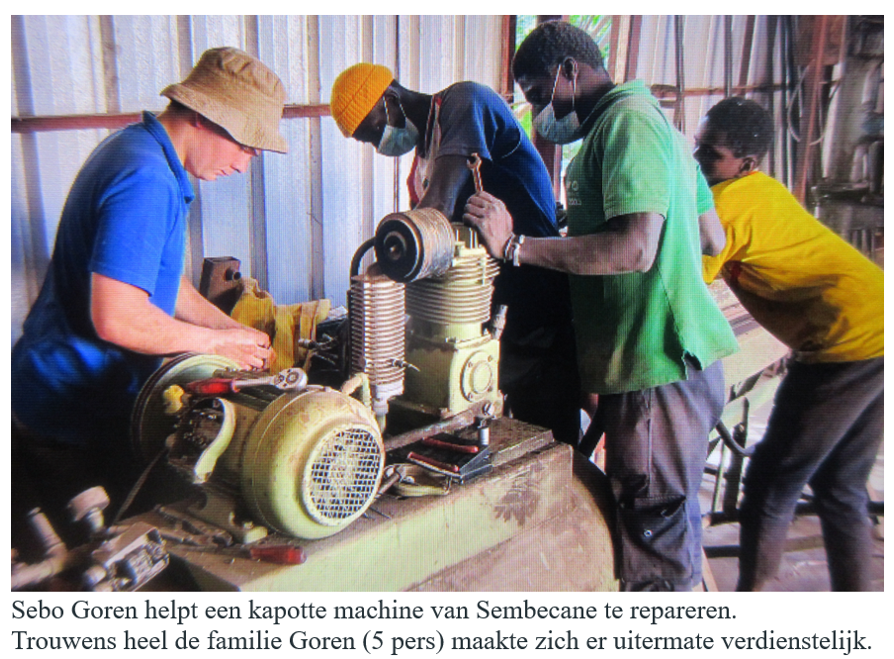 Sebo Goren helpt een kapotte machine van Sembecane te repareren.
Trouwens heel de familie Goren (5 pers) maakte zich er uitermate verdienstelijk.